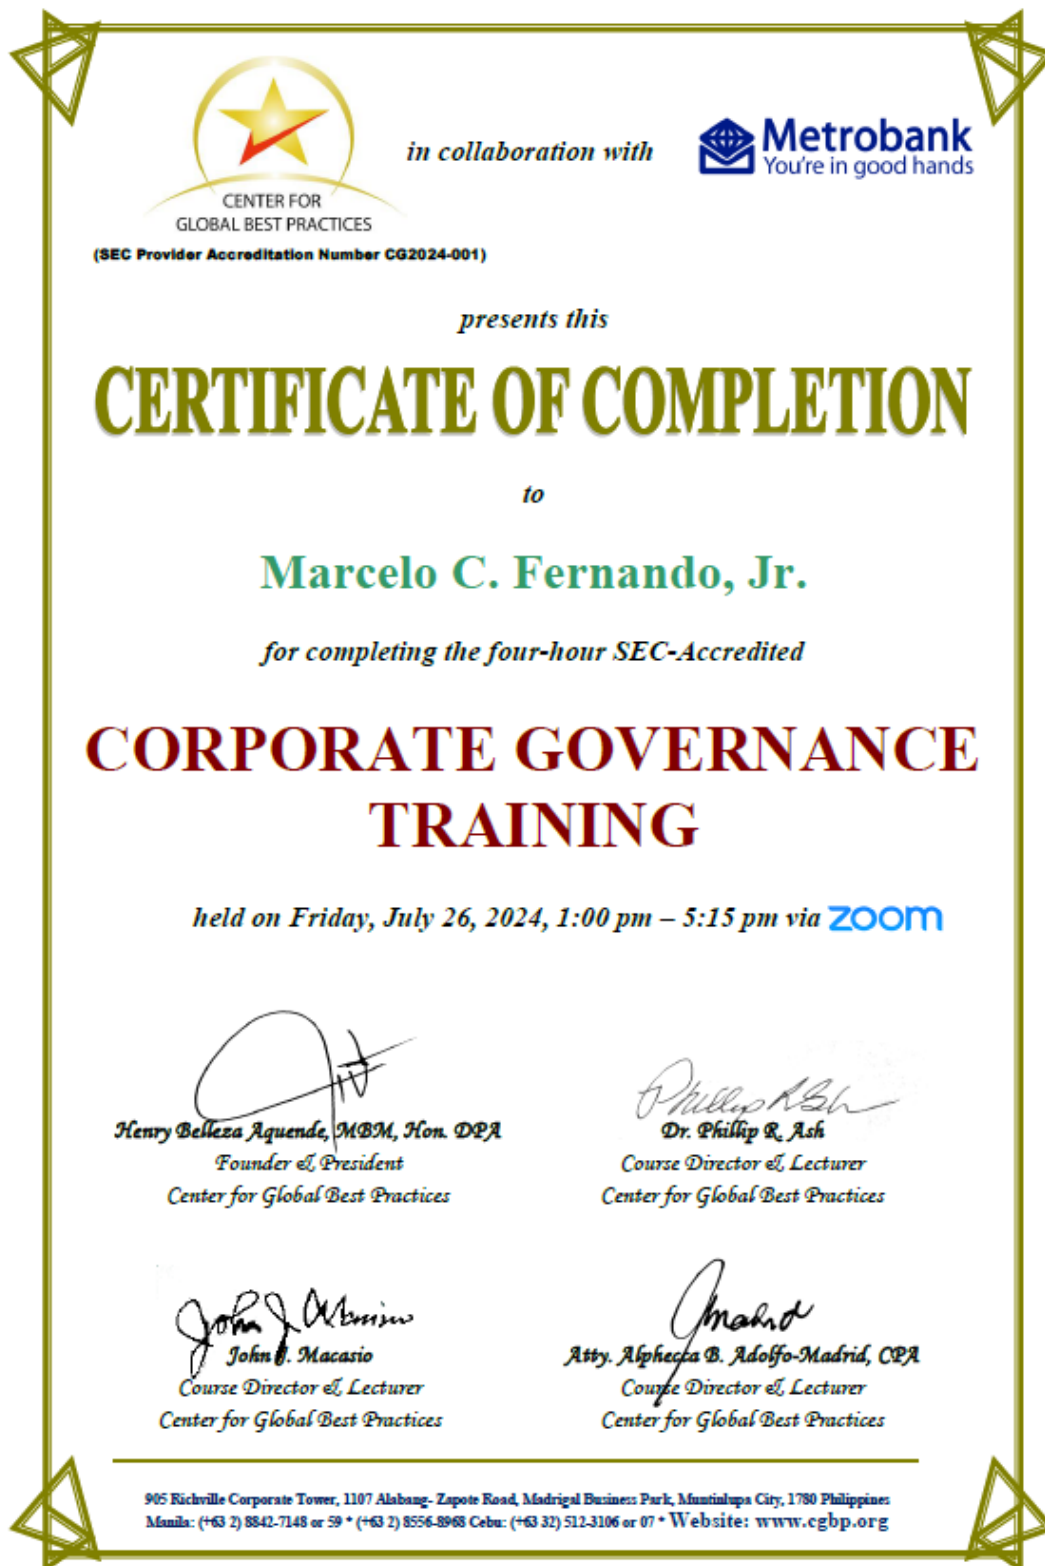 in collaboration with
Metrobank
You're in good hands
CENTER FOR
GLOBAL BEST PRACTICES
(SEC Provider Accreditation Number CG2024-001)
presents this
CERTIFICATE OF COMPLETION
to
Marcelo C. Fernando, Jr.
for completing the four-hour SEC-Accredited
CORPORATE GOVERNANCE
TRAINING
held on Friday, July 26, 2024, 1:00 pm – 5:15 pm via zoom
Henry Belleza Aquende, MBM, Hon. DPA
Founder & President
Center for Global Best Practices
Phillip R Ash
Dr. Phillip R. Ash
Course Director & Lecturer
Center for Global Best Practices
John J. Macasio
Course Director & Lecturer
Center for Global Best Practices
Atty. Alphecca B. Adolfo-Madrid, CPA
Course Director & Lecturer
Center for Global Best Practices
905 Richville Corporate Tower, 1107 Alabang- Zapote Road, Madrigal Business Park, Muntinlupa City, 1780 Philippines
Manila: (+63 2) 8842-7148 or 59 * (+63 2) 8556-8968 Cebu: (+63 32) 512-3106 or 07 * Website: www.cgbp.org